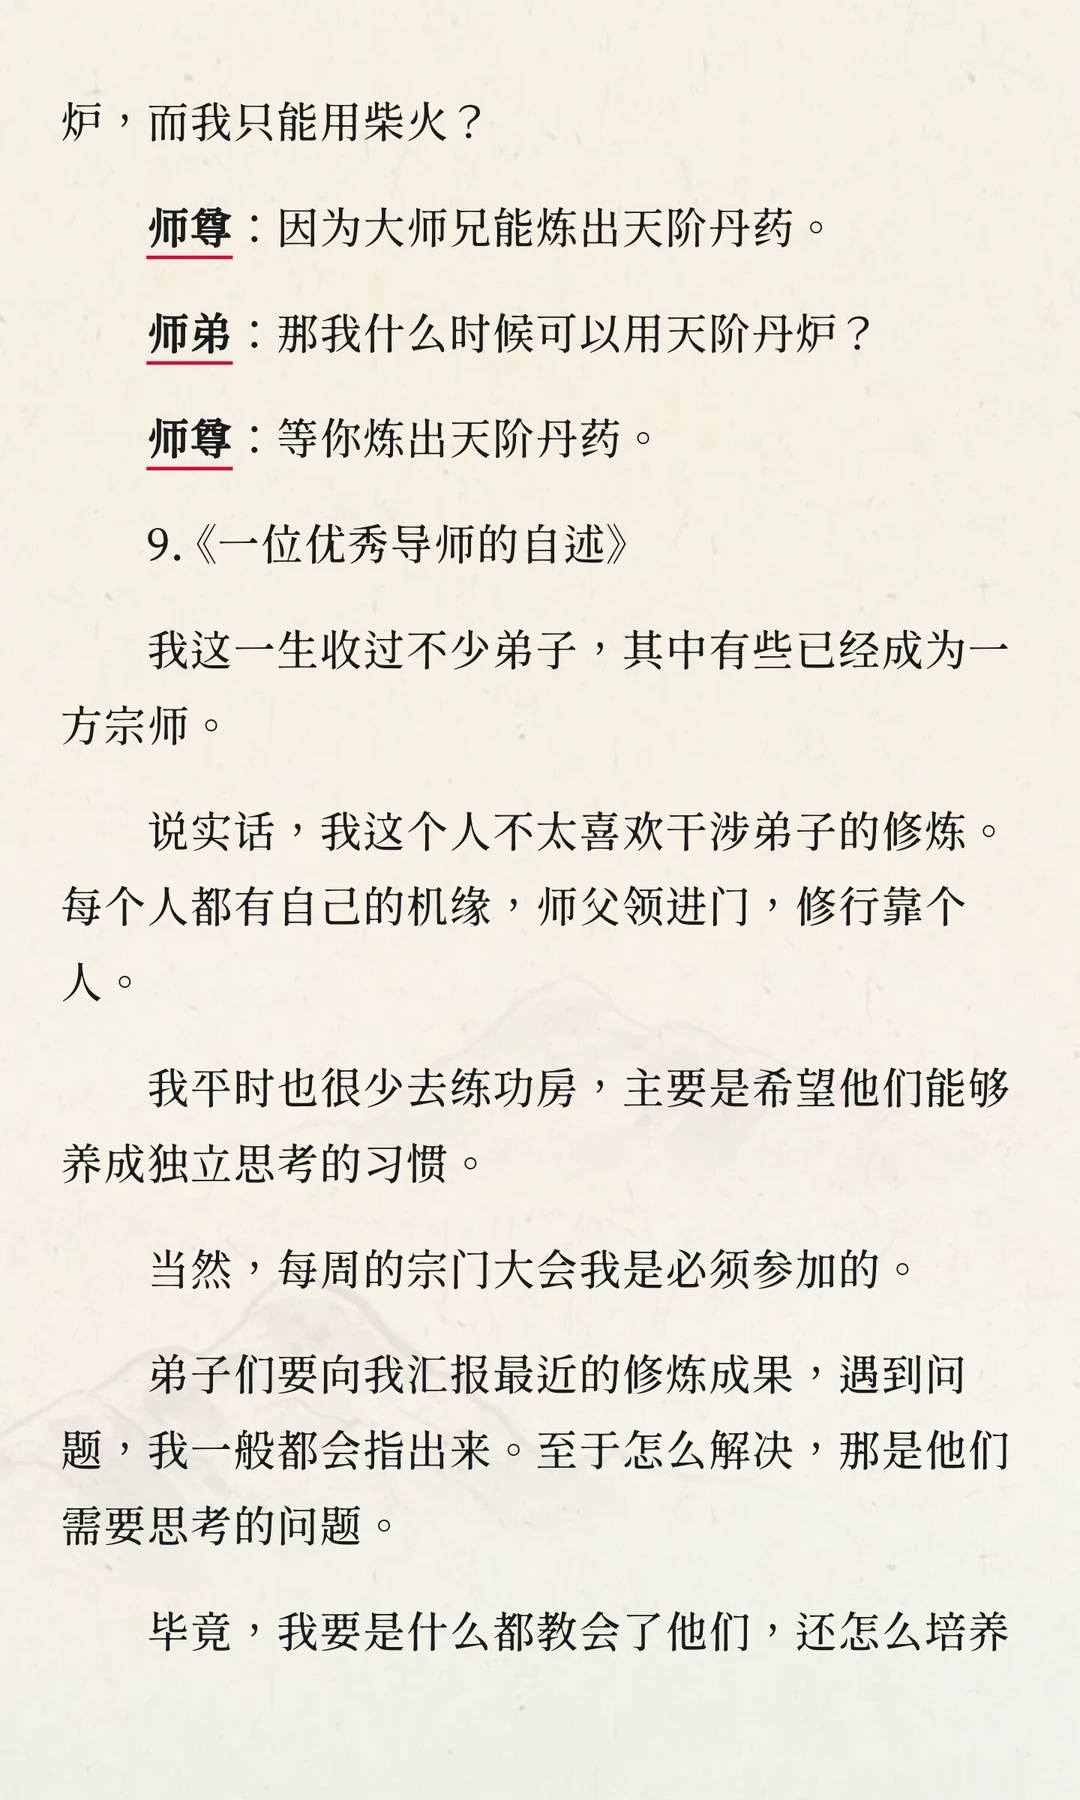 炉，而我只能用柴火？
师尊：因为大师兄能炼出天阶丹药。
师弟：那我什么时候可以用天阶丹炉？
师尊：等你炼出天阶丹药。
9.《一位优秀导师的自述》
我这一生收过不少弟子，其中有些已经成为一
方宗师。
说实话，我这个人不太喜欢干涉弟子的修炼。
每个人都有自己的机缘，师父领进门，修行靠个
人。
我平时也很少去练功房，主要是希望他们能够
养成独立思考的习惯。
当然，每周的宗门大会我是必须参加的。
弟子们要向我汇报最近的修炼成果，遇到问
题，我一般都会指出来。至于怎么解决，那是他们
需要思考的问题。
毕竟，我要是什么都教会了他们，还怎么培养